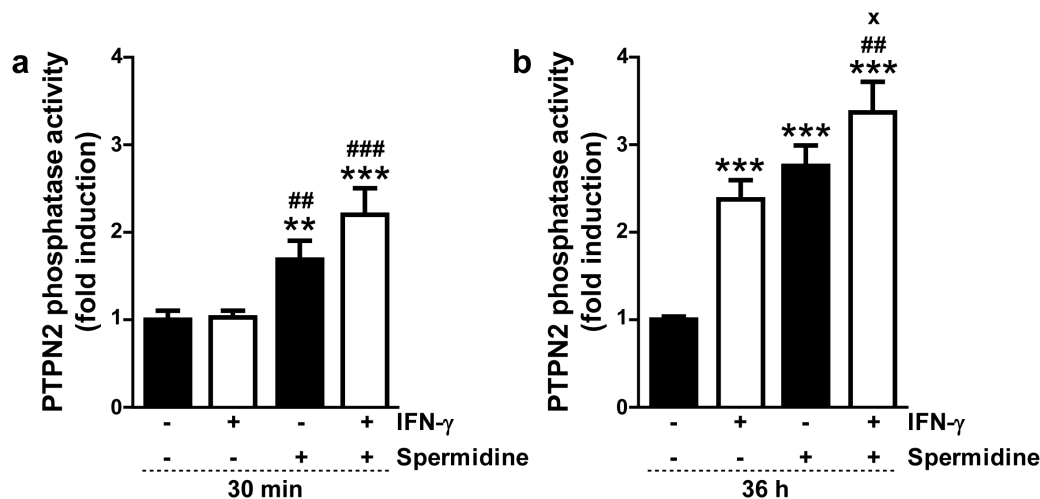 a
PTPN2 phosphatase activity
(fold induction)
4
3
2
1
0
##
**
###
***
- + - + IFN-γ
- - + + Spermidine
30 min
b
PTPN2 phosphatase activity
(fold induction)
4
3
2
1
0
***
***
x
##
***
- + - + IFN-γ
- - + + Spermidine
36 h